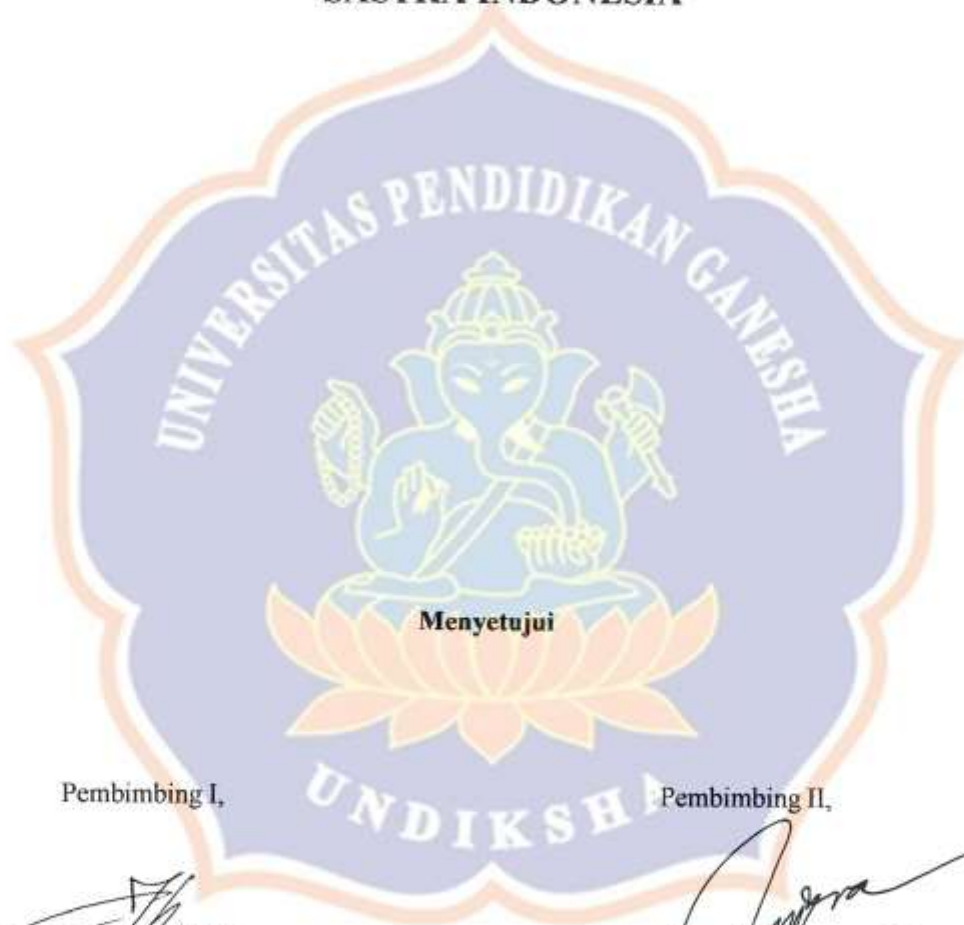 SASTRA INDONESIA
UNIVERSITAS PENDIDIKAN GANESHA
Menyetujui
UNDIKSHA
Pembimbing I,
Pembimbing II,